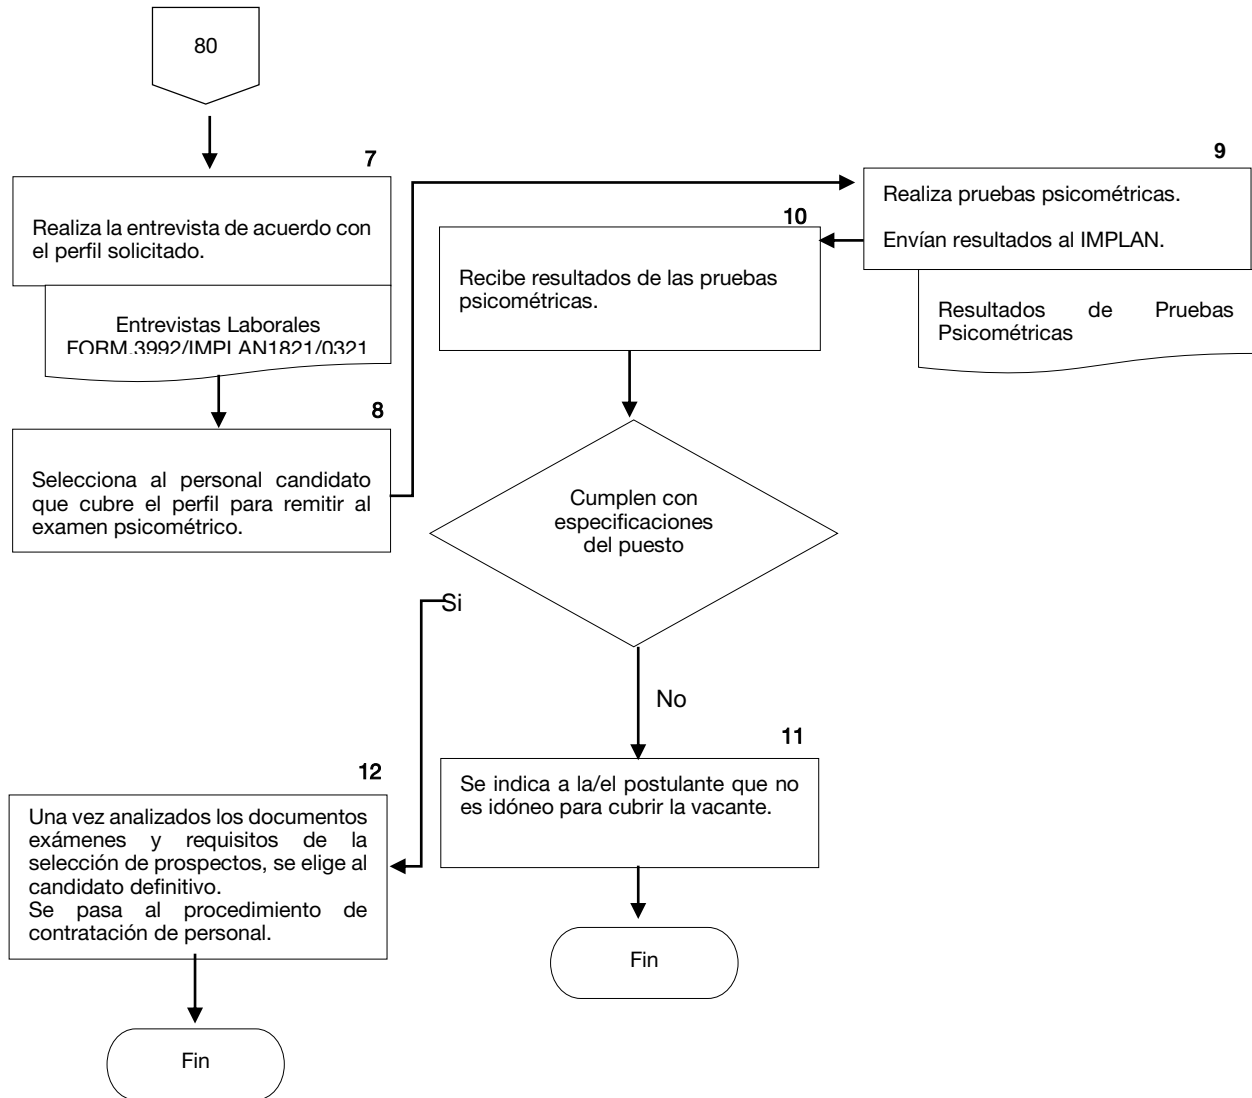 80
7
Realiza la entrevista de acuerdo con
el perfil solicitado.
Entrevistas Laborales
FORM.3992/IMPLAN1821/0321
8
Selecciona al personal candidato
que cubre el perfil para remitir al
examen psicométrico.
9
Realiza pruebas psicométricas.
Envían resultados al IMPLAN.
Resultados de Pruebas
Psicométricas
10
Recibe resultados de las pruebas
psicométricas.
Cumplen con
especificaciones
del puesto
Si
No
11
Se indica a la/el postulante que no
es idóneo para cubrir la vacante.
Fin
12
Una vez analizados los documentos
exámenes y requisitos de la
selección de prospectos, se elige al
candidato definitivo.
Se pasa al procedimiento de
contratación de personal.
Fin